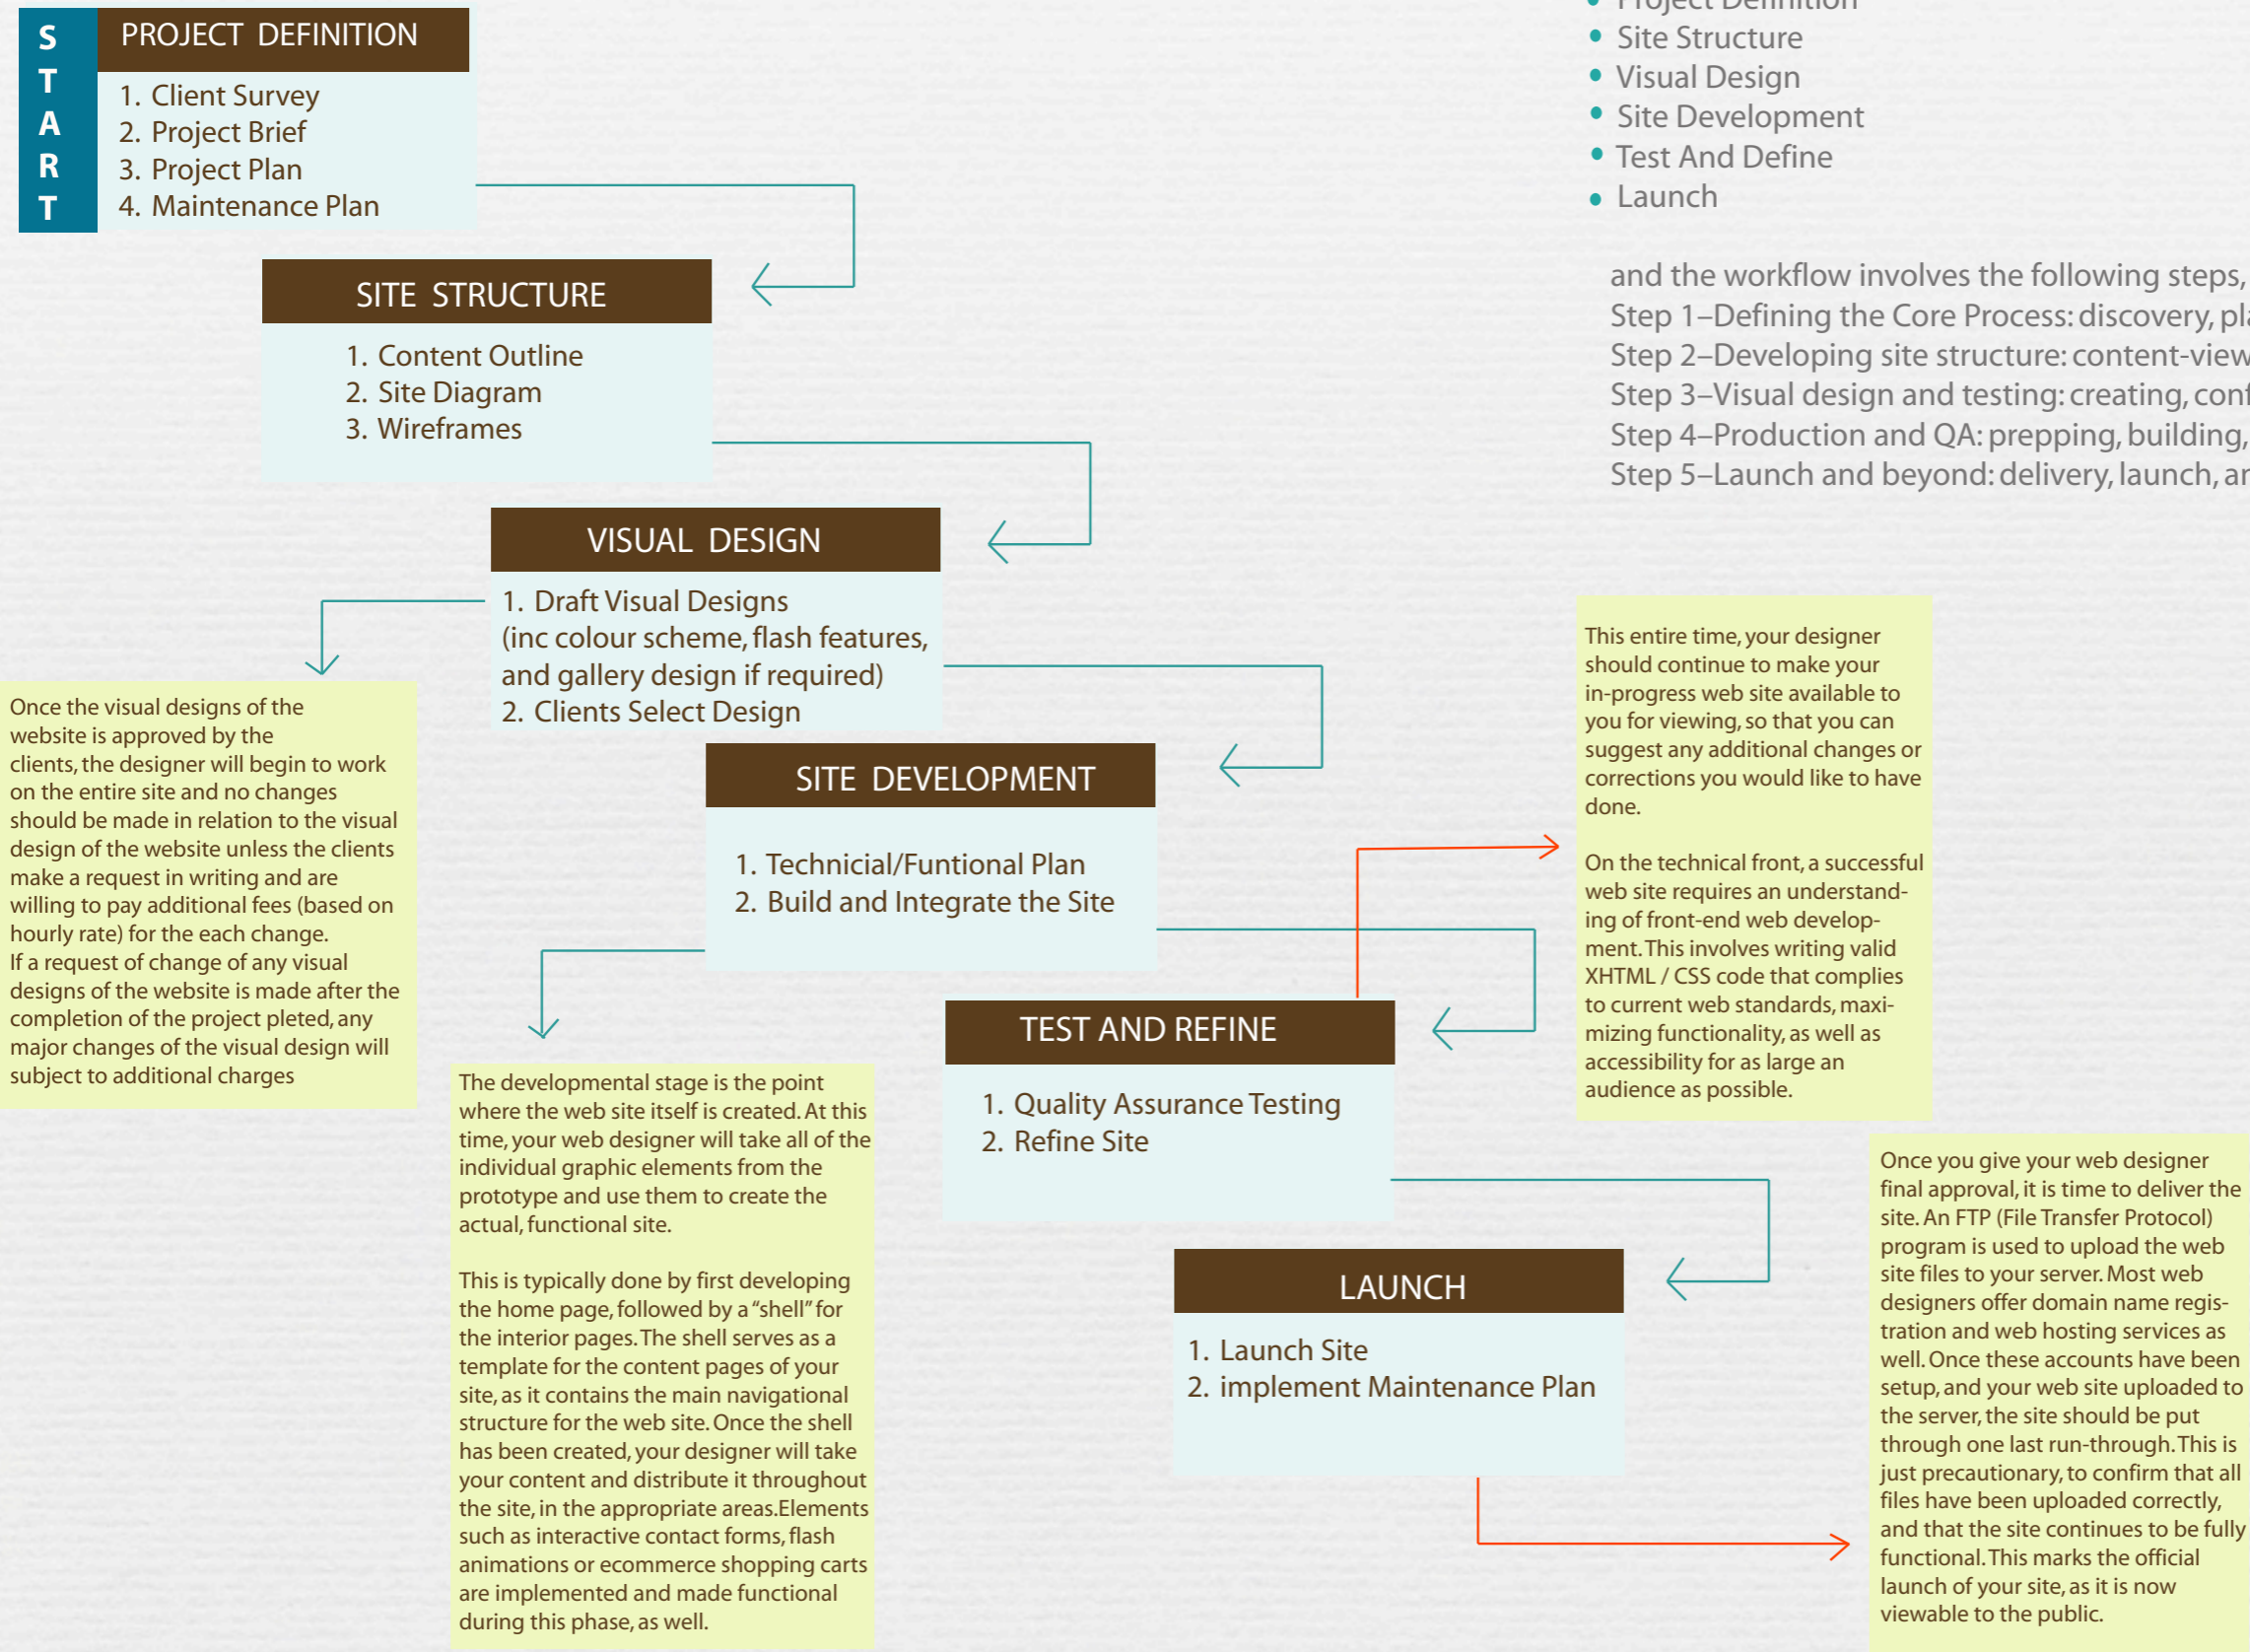 START
PROJECT DEFINITION
1. Client Survey
2. Project Brief
3. Project Plan
4. Maintenance Plan
SITE STRUCTURE
1. Content Outline
2. Site Diagram
3. Wireframes
VISUAL DESIGN
1. Draft Visual Designs
(inc colour scheme, flash features,
and gallery design if required)
2. Clients Select Design
Once the visual designs of the
website is approved by the
clients, the designer will begin to work
on the entire site and no changes
should be made in relation to the visual
design of the website unless the clients
make a request in writing and are
willing to pay additional fees (based on
hourly rate) for the each change.
If a request of change of any visual
designs of the website is made after the
completion of the project pleted, any
major changes of the visual design will
subject to additional charges
SITE DEVELOPMENT
1. Technicial/Funtional Plan
2. Build and Integrate the Site
The developmental stage is the point
where the web site itself is created. At this
time, your web designer will take all of the
individual graphic elements from the
prototype and use them to create the
actual, functional site.
This is typically done by first developing
the home page, followed by a “shell” for
the interior pages. The shell serves as a
template for the content pages of your
site, as it contains the main navigational
structure for the web site. Once the shell
has been created, your designer will take
your content and distribute it throughout
the site, in the appropriate areas.Elements
such as interactive contact forms, flash
animations or ecommerce shopping carts
are implemented and made functional
during this phase, as well.
TEST AND REFINE
1. Quality Assurance Testing
2. Refine Site
This entire time, your designer
should continue to make your
in-progress web site available to
you for viewing, so that you can
suggest any additional changes or
corrections you would like to have
done.
On the technical front, a successful
web site requires an understand-
ing of front-end web develop-
ment. This involves writing valid
XHTML / CSS code that complies
to current web standards, maxi-
mizing functionality, as well as
accessibility for as large an
audience as possible.
LAUNCH
1. Launch Site
2. implement Maintenance Plan
Once you give your web designer
final approval, it is time to deliver the
site. An FTP (File Transfer Protocol)
program is used to upload the web
site files to your server. Most web
designers offer domain name regis-
tration and web hosting services as
well. Once these accounts have been
setup, and your web site uploaded to
the server, the site should be put
through one last run-through. This is
just precautionary, to confirm that all
files have been uploaded correctly,
and that the site continues to be fully
functional. This marks the official
launch of your site, as it is now
viewable to the public.
• Project Definition
• Site Structure
• Visual Design
• Site Development
• Test And Define
• Launch
and the workflow involves the following steps,
Step 1–Defining the Core Process: discovery,
Step 2–Developing site structure:
Step 3–Visual design and testing: creating,
Step 4–Production and QA: prepping, building,
Step 5–Launch and beyond: delivery, launch,